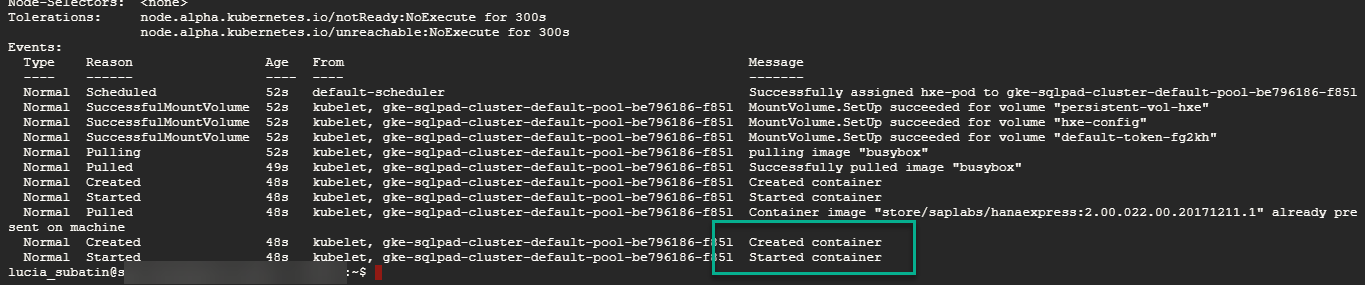 Node-Selectors:  <none>
Tolerations:     node.alpha.kubernetes.io/notReady:NoExecute for 300s
                 node.alpha.kubernetes.io/unreachable:NoExecute for 300s
Events:
  Type    Reason                 Age   From                                                  Message
  ----    ------                 ----  ----                                                  -------
  Normal  Scheduled              52s   default-scheduler                                     Successfully assigned hxe-pod to gke-sqlpad-cluster-default-pool-be796186-f85l
  Normal  SuccessfulMountVolume  52s   kubelet, gke-sqlpad-cluster-default-pool-be796186-f85l  MountVolume.SetUp succeeded for volume "persistent-vol-hxe"
  Normal  SuccessfulMountVolume  52s   kubelet, gke-sqlpad-cluster-default-pool-be796186-f85l  MountVolume.SetUp succeeded for volume "hxe-config"
  Normal  SuccessfulMountVolume  52s   kubelet, gke-sqlpad-cluster-default-pool-be796186-f85l  MountVolume.SetUp succeeded for volume "default-token-fg2kh"
  Normal  Pulling                52s   kubelet, gke-sqlpad-cluster-default-pool-be796186-f85l  pulling image "busybox"
  Normal  Pulled                 49s   kubelet, gke-sqlpad-cluster-default-pool-be796186-f85l  Successfully pulled image "busybox"
  Normal  Created                48s   kubelet, gke-sqlpad-cluster-default-pool-be796186-f85l  Created container
  Normal  Started                48s   kubelet, gke-sqlpad-cluster-default-pool-be796186-f85l  Started container
  Normal  Pulled                 48s   kubelet, gke-sqlpad-cluster-default-pool-be796186-f85l  Container image "store/saplabs/hanaexpress:2.00.022.00.20171211.1" already pre
sent on machine
  Normal  Created                48s   kubelet, gke-sqlpad-cluster-default-pool-be796186-f85l  Created container
  Normal  Started                48s   kubelet, gke-sqlpad-cluster-default-pool-be796186-f85l  Started container
lucia_subatin@s :~$